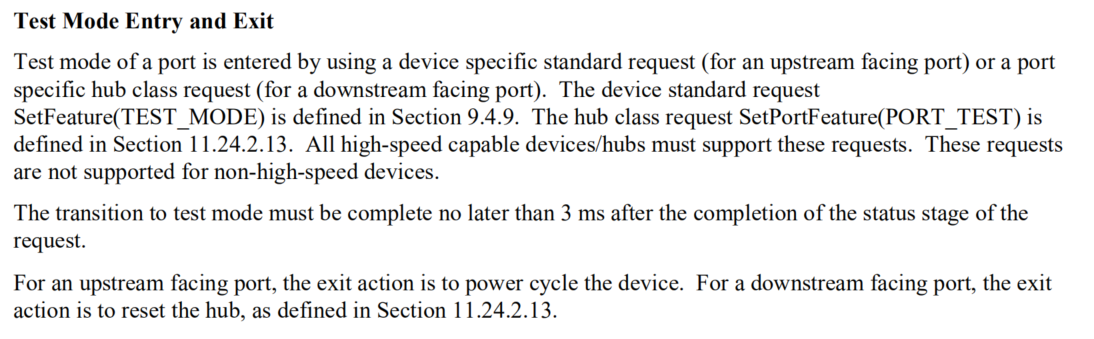 Test Mode Entry and Exit
Test mode of a port is entered by using a device specific standard request (for an upstream facing port) or a port
specific hub class request (for a downstream facing port). The device standard request
SetFeature(TEST_MODE) is defined in Section 9.4.9. The hub class request SetPortFeature(PORT_TEST) is
defined in Section 11.24.2.13. All high-speed capable devices/hubs must support these requests. These requests
are not supported for non-high-speed devices.
The transition to test mode must be complete no later than 3 ms after the completion of the status stage of the
request.
For an upstream facing port, the exit action is to power cycle the device. For a downstream facing port, the exit
action is to reset the hub, as defined in Section 11.24.2.13.